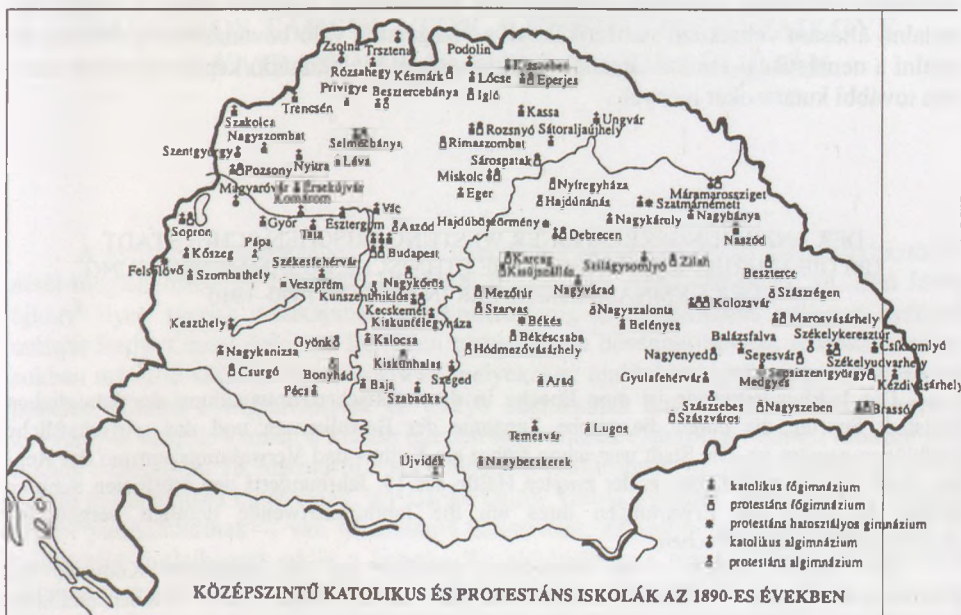 Zsolna
Trsztena
Podolin
Rózsahegy
Késmárk
Kisszeben
Lőcse
Eperjes
Privigye
Besztercebánya
Igló
Trencsén
Kassa
Szakolca
Ungvár
Nagyszombat
Rozsnyó
Sátoraljaújhely
Selmecbánya
Rimaszombat
Szentgyörgy
Nyitra
Léva
Sárospatak
Pozsony
Miskolc
Magyaróvár
Érsekújvár
Eger
Nyíregyháza
Máramarossziget
Komárom
Hajdúnánás
Szatmárnémeti
Vác
Győr
Esztergom
Hajdúböszörmény
Nagykároly
Nagybánya
Sopron
Tata
Aszód
Debrecen
Naszód
Pápa
Budapest
Kőszeg
Székesfehérvár
Karcag
Szilágysomlyó
Zilah
Felsőlövő
Szombathely
Kisújszállás
Beszterce
Veszprém
Nagykőrös
Nagyvárad
Kunszentmiklós
Mezőtúr
Kecskemét
Szarvas
Nagyszalonta
Kolozsvár
Keszthely
Kiskunfélegyháza
Békés
Belényes
Marosvásárhely
Gyönk
Kalocsa
Békéscsaba
Balázsfalva
Székelykeresztúr
Nagykanizsa
Hódmezővásárhely
Nagyenyed
Segesvár
Csíksomlyó
Csurgó
Kiskunhalas
Székelyudvarhely
Bonyhád
Szeged
Arad
Gyulafehérvár
Medgyes
Sepsiszentgyörgy
Kézdivásárhely
Pécs
Baja
Szabadka
Szászsebes
Nagyszeben
Brassó
Szászváros
Temesvár
Lugos
Újvidék
Nagybecskerek
katolikus főgimnázium
protestáns főgimnázium
protestáns hatosztályos gimnázium
katolikus algimnázium
protestáns algimnázium
KÖZÉPSZINTŰ KATOLIKUS ÉS PROTESTÁNS ISKOLÁK AZ 1890-ES ÉVEKBEN